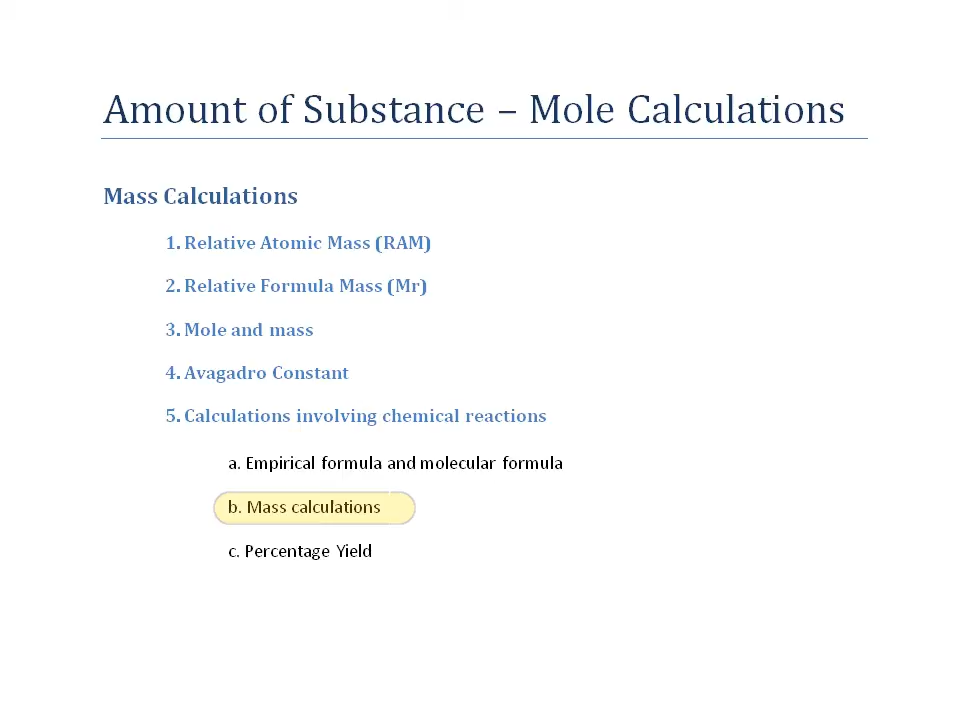 Amount of Substance – Mole Calculations
Mass Calculations
1. Relative Atomic Mass (RAM)
2. Relative Formula Mass (Mr)
3. Mole and mass
4. Avagadro Constant
5. Calculations involving chemical reactions
a. Empirical formula and molecular formula
b. Mass calculations
c. Percentage Yield